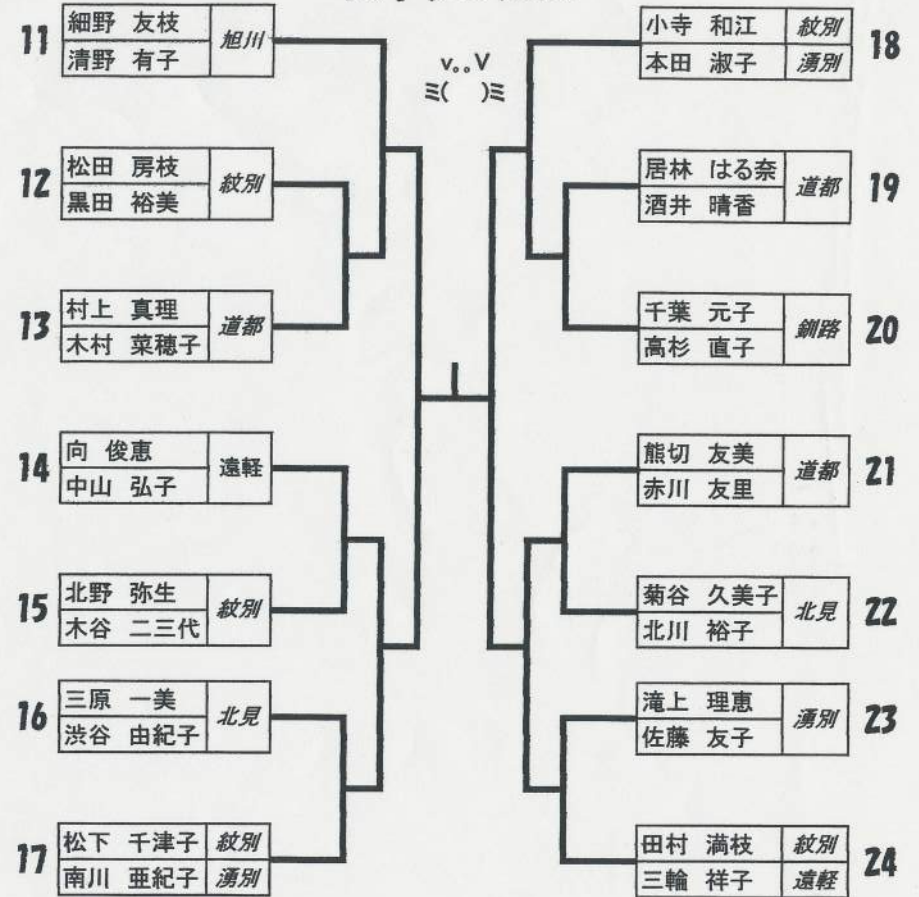 11 細野 友枝 旭川
清野 有子
12 松田 房枝 紋別
黒田 裕美
13 村上 真理 道都
木村 菜穂子
14 向 俊恵 遠軽
中山 弘子
15 北野 弥生 紋別
木谷 二三代
16 三原 一美 北見
渋谷 由紀子
17 松下 千津子 紋別
南川 亜紀子 湧別
v。。V
ミ( )ミ
小寺 和江 紋別 18
本田 淑子 湧別
居林 はる奈 道都 19
酒井 晴香
千葉 元子 釧路 20
高杉 直子
熊切 友美 道都 21
赤川 友里
菊谷 久美子 北見 22
北川 裕子
滝上 理恵 湧別 23
佐藤 友子
田村 満枝 紋別 24
三輪 祥子 遠軽